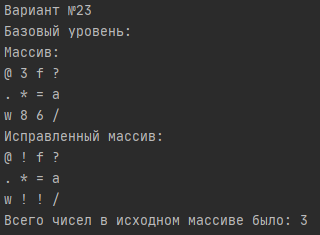 Вариант №23
Базовый уровень:
Массив:
@ 3 f ?
. * = a
w 8 6 /
Исправленный массив:
@ ! f ?
. * = a
w ! ! /
Всего чисел в исходном массиве было: 3